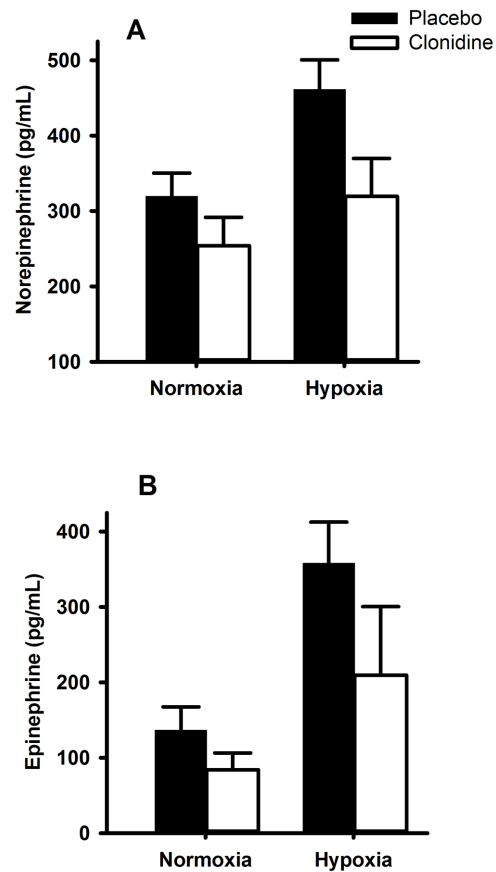 A
Placebo
Clonidine
500
400
300
200
100
Norepinephrine (pg/mL)
Normoxia Hypoxia
B
400
300
200
100
0
Epinephrine (pg/mL)
Normoxia Hypoxia